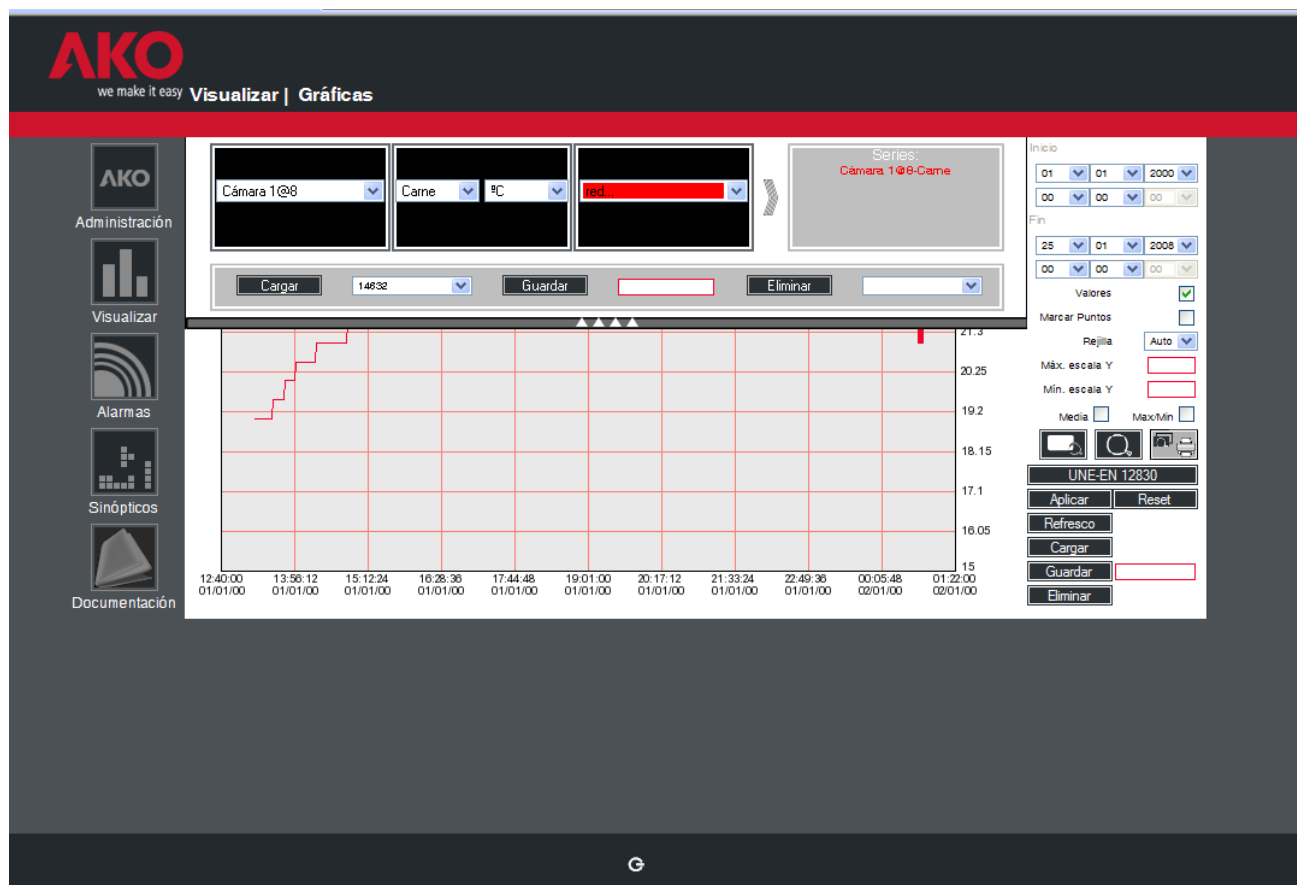 AKO
we make it easy
Visualizar | Gráficas
AKO
Administración
Visualizar
Alarmas
Sinópticos
Documentación
Cámara 1@8
Carne
ºC
red...
Series:
Cámara 1@8-Carne
Cargar
14632
Guardar
Eliminar
21.3
20.25
19.2
18.15
17.1
16.05
15
12:40:00 13:56:12 15:12:24 16:28:36 17:44:48 19:01:00 20:17:12 21:33:24 22:49:36 00:05:48 01:22:00
01/01/00 01/01/00 01/01/00 01/01/00 01/01/00 01/01/00 01/01/00 01/01/00 01/01/00 02/01/00 02/01/00
Inicio
01 01 2000
00 00 00
Fin
25 01 2008
00 00 00
Valores
Marcar Puntos
Rejilla Auto
Máx. escala Y
Mín. escala Y
Media Max/Min
UNE-EN 12830
Aplicar Reset
Refresco
Cargar
Guardar
Eliminar